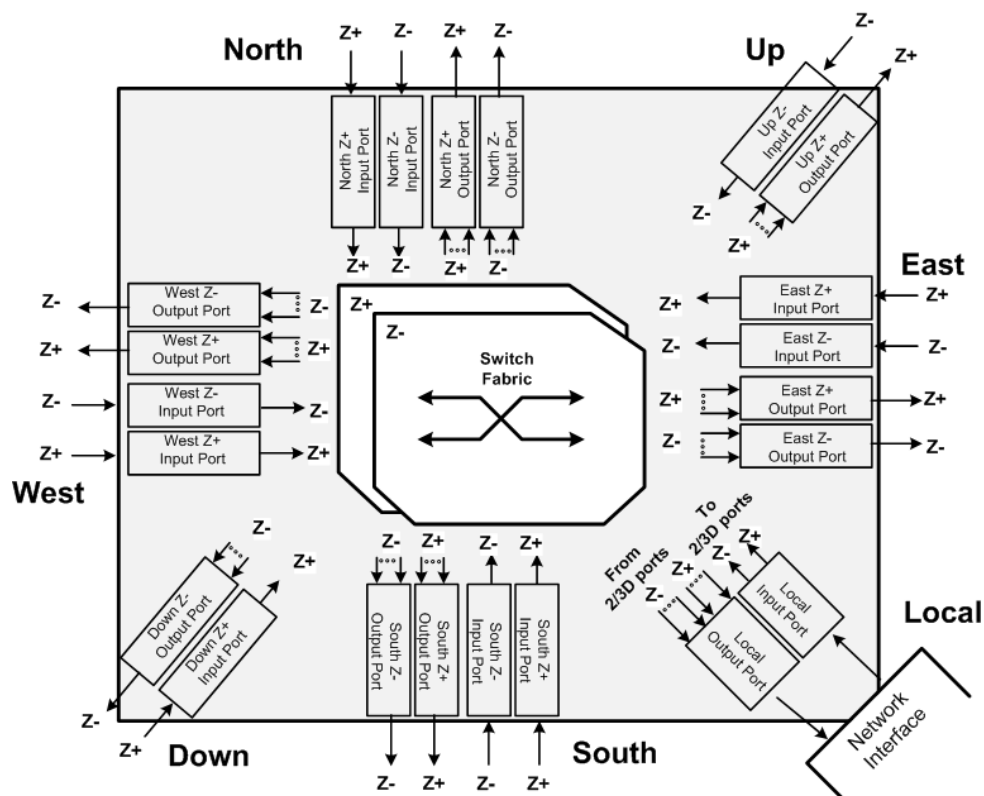 North
Z+
Z-
Z+
Z-
North Z+
Input Port
North Z-
Input Port
North Z+
Output Port
North Z-
Output Port
Z+
Z-
Z+
Z-
Up
Z-
Z+
Up Z-
Input Port
Up Z+
Output Port
Z-
Z+
East
Z+
East Z+
Input Port
Z+
Z-
East Z-
Input Port
Z-
Z+
East Z+
Output Port
Z+
Z-
East Z-
Output Port
Z-
Z-
West Z-
Output Port
Z-
Z+
West Z+
Output Port
Z+
Z-
West Z-
Input Port
Z-
Z+
West Z+
Input Port
Z+
West
Z+
Z-
Switch
Fabric
Z-
Z+
Down Z-
Output Port
Down Z+
Input Port
Z-
Z+
Down
Z-
Z+
Z-
Z+
South Z-
Output Port
South Z+
Output Port
South Z-
Input Port
South Z+
Input Port
Z-
Z+
Z-
Z+
South
From
2/3D ports
To
2/3D ports
Z-
Z+
Z-
Z+
Local
Input Port
Local
Output Port
Local
Network
Interface